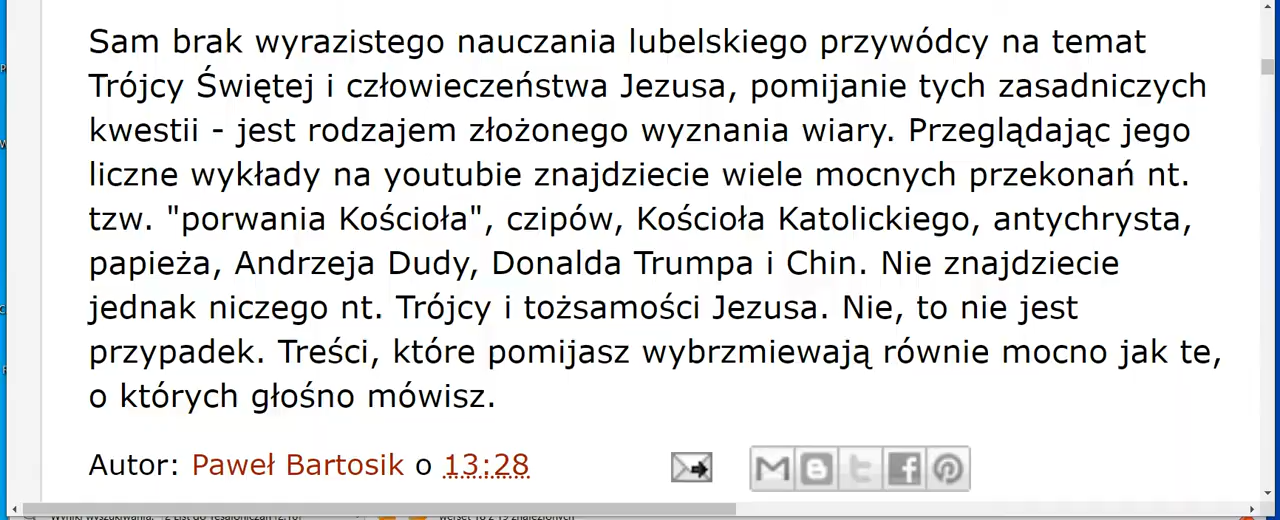 Sam brak wyrazistego nauczania lubelskiego przywódcy na temat
Trójcy Świętej i człowieczeństwa Jezusa, pomijanie tych zasadniczych
kwestii - jest rodzajem złożonego wyznania wiary. Przeglądając jego
liczne wykłady na youtubie znajdziecie wiele mocnych przekonań nt.
tzw. "porwania Kościoła", czipów, Kościoła Katolickiego, antychrysta,
papieża, Andrzeja Dudy, Donalda Trumpa i Chin. Nie znajdziecie
jednak niczego nt. Trójcy i tożsamości Jezusa. Nie, to nie jest
przypadek. Treści, które pomijasz wybrzmiewają równie mocno jak te,
o których głośno mówisz.
Autor: Paweł Bartosik o 13:28